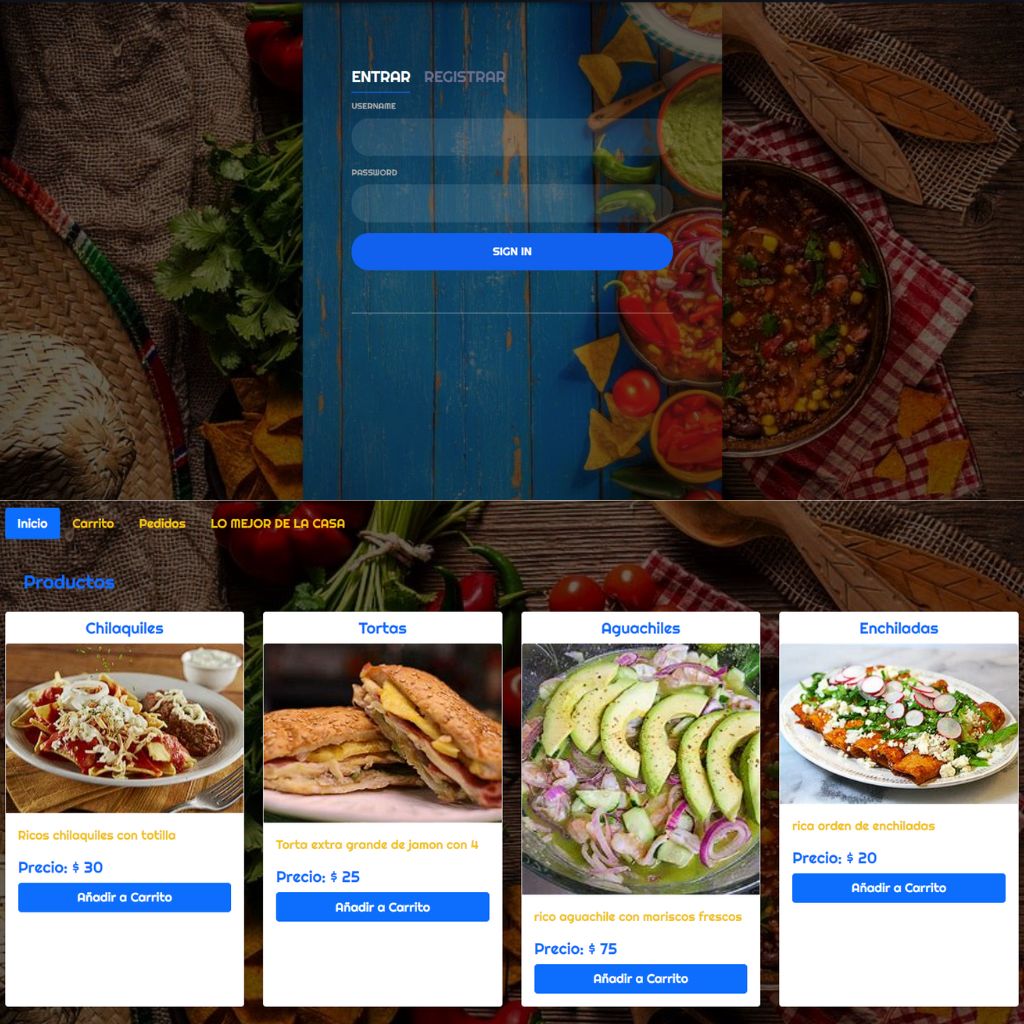 ENTRAR REGISTRAR
USERNAME
PASSWORD
SIGN IN
Inicio Carrito Pedidos LO MEJOR DE LA CASA
Productos
Chilaquiles
Ricos chilaquiles con totilla
Precio: $ 30
Añadir a Carrito
Tortas
Torta extra grande de jamon con 4
Precio: $ 25
Añadir a Carrito
Aguachiles
rico aguachile con mariscos frescos
Precio: $ 75
Añadir a Carrito
Enchiladas
rica orden de enchiladas
Precio: $ 20
Añadir a Carrito